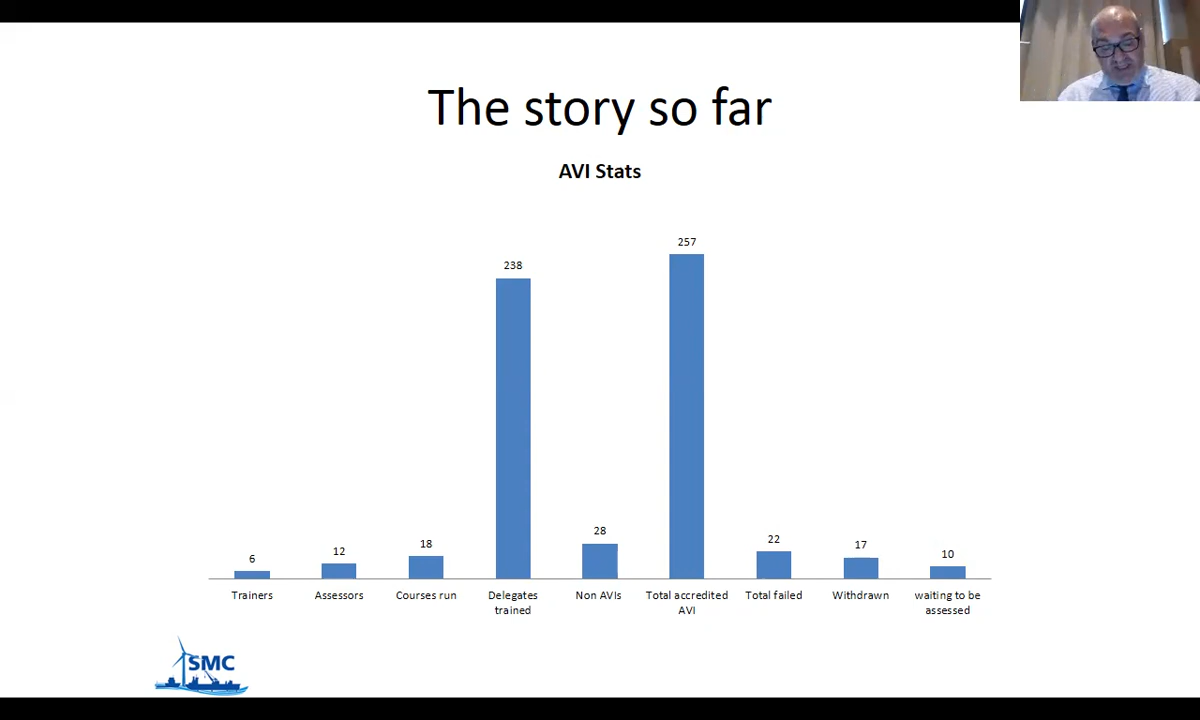 The story so far
AVI Stats
238
257
6
12
18
28
22
17
10
Trainers
Assessors
Courses run
Delegates trained
Non AVIs
Total accredited AVI
Total failed
Withdrawn
waiting to be assessed
SMC